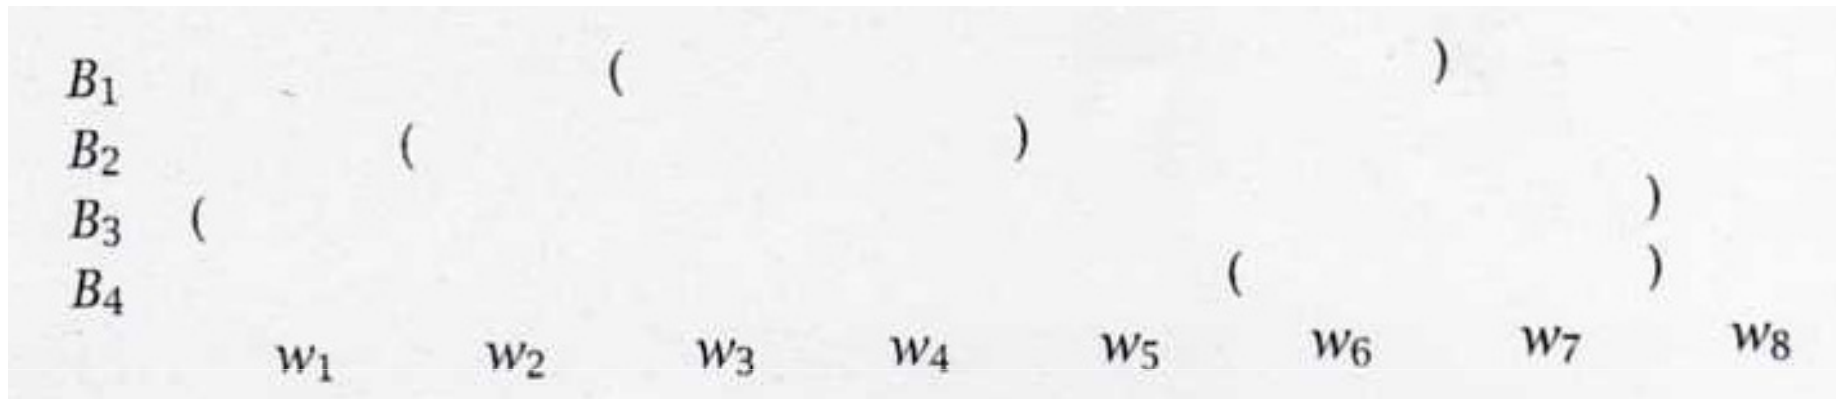 B₁ ( )
B₂ ( )
B₃ ( )
B₄ ( )
w₁ w₂ w₃ w₄ w₅ w₆ w₇ w₈